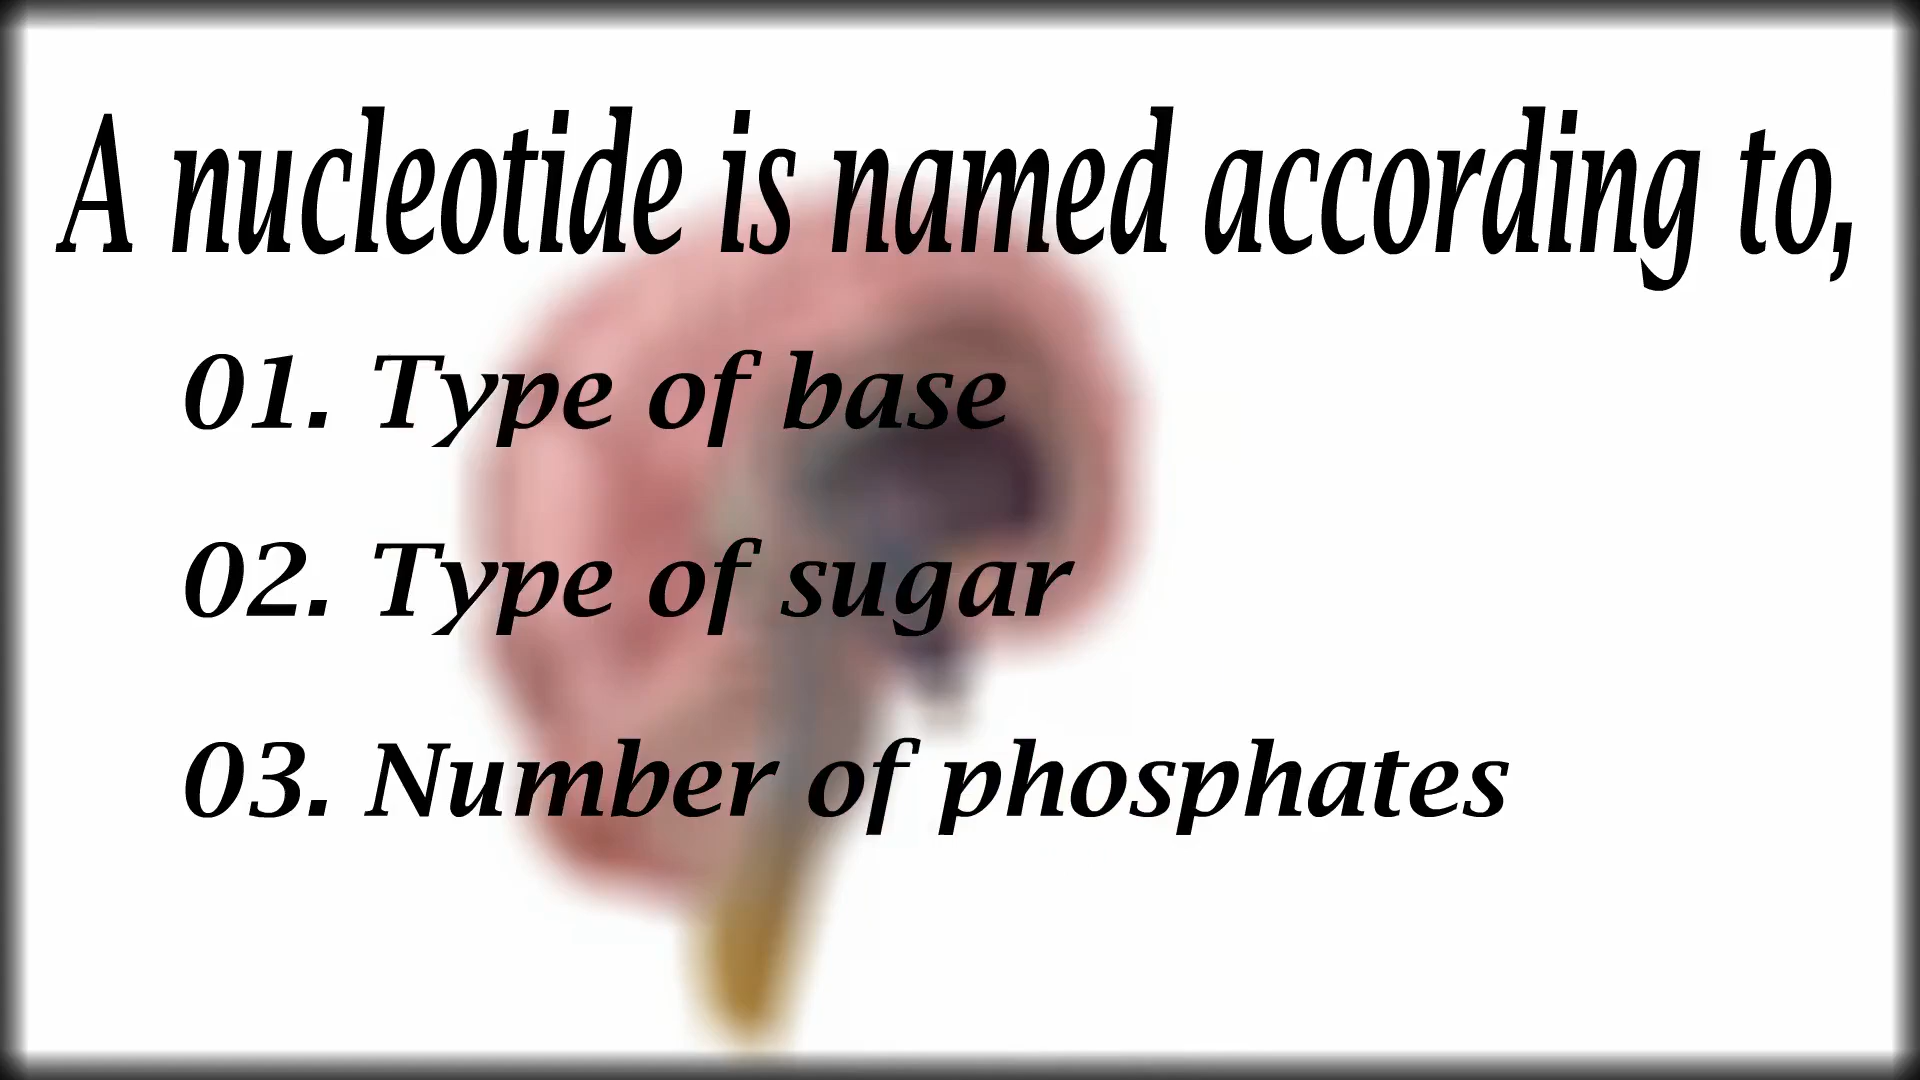 A nucleotide is named according to,
01. Type of base
02. Type of sugar
03. Number of phosphates